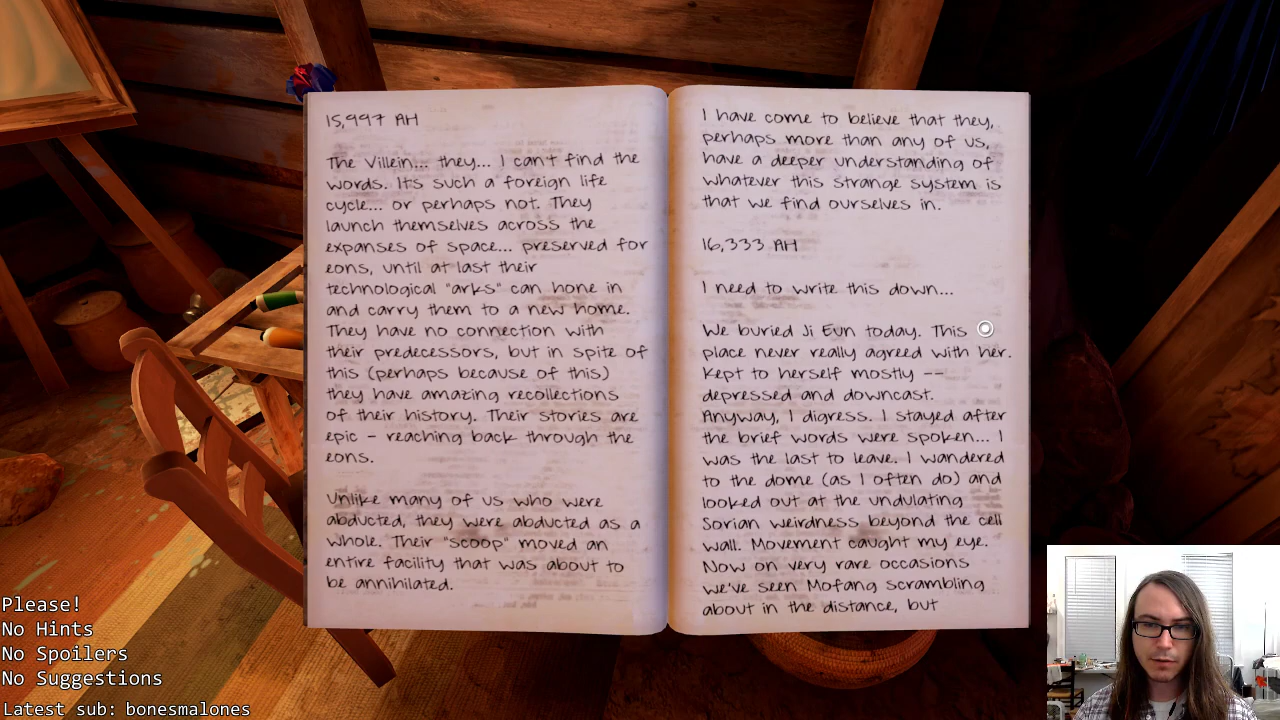 15,997 AH
The Villein... they... I can't find the
words. Its such a foreign life
cycle... or perhaps not. They
launch themselves across the
expanses of space... preserved for
eons, until at last their
technological "arks" can hone in
and carry them to a new home.
They have no connection with
their predecessors, but in spite of
this (perhaps because of this)
they have amazing recollections
of their history. Their stories are
epic - reaching back through the
eons.
Unlike many of us who were
abducted, they were abducted as a
whole. Their "scoop" moved an
entire facility that was about to
be annihilated.
I have come to believe that they,
perhaps more than any of us,
have a deeper understanding of
whatever this strange system is
that we find ourselves in.
16,333 AH
I need to write this down...
We buried Ji Eun today. This
place never really agreed with her.
Kept to herself mostly --
depressed and downcast.
Anyway, I digress. I stayed after
the brief words were spoken... I
was the last to leave. I wandered
to the dome (as I often do) and
looked out at the undulating
Sorian weirdness beyond the cell
wall. Movement caught my eye.
Now on very rare occasions
we've seen Mofang scrambling
about in the distance, but
Please!
No Hints
No Spoilers
No Suggestions
Latest sub: bonesmalones